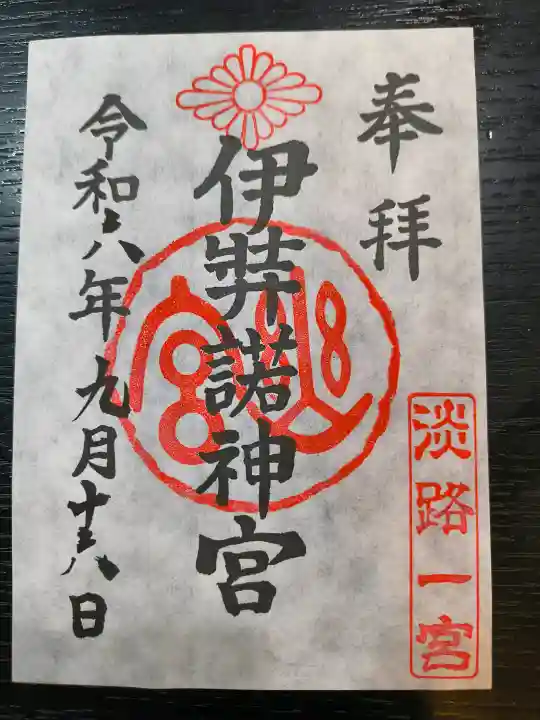 奉拝
淡路一宮
伊弉諾神宮
令和六年九月十六日